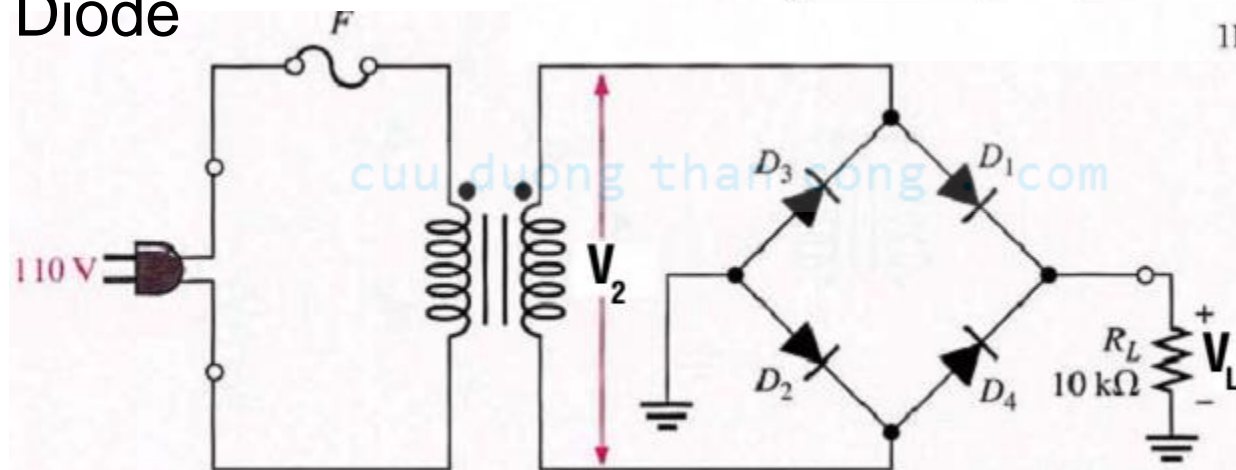 Diode
F
cuu duong than cong . com
D3
D1
110 V
V2
D2
D4
RL
10 kΩ
+
VL
−